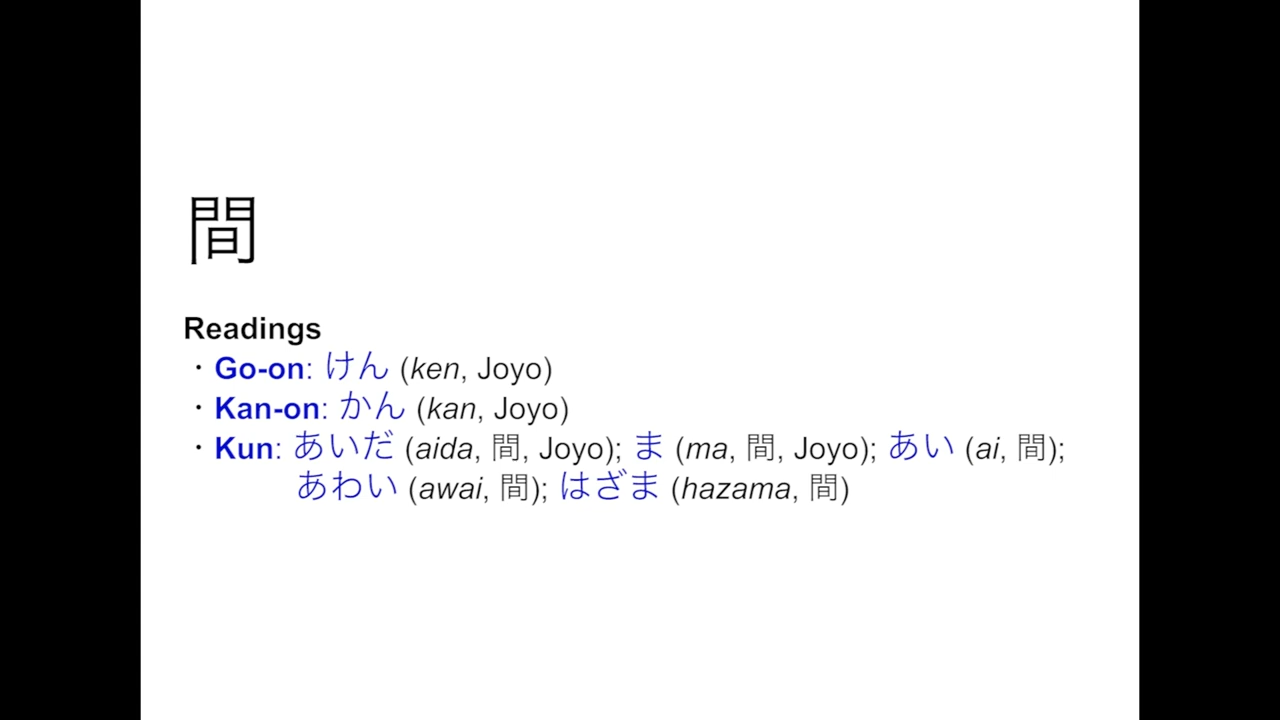 間
Readings
・Go-on: けん (ken, Joyo)
・Kan-on: かん (kan, Joyo)
・Kun: あいだ (aida, 間, Joyo); ま (ma, 間, Joyo); あい (ai, 間);
あわい (awai, 間); はざま (hazama, 間)